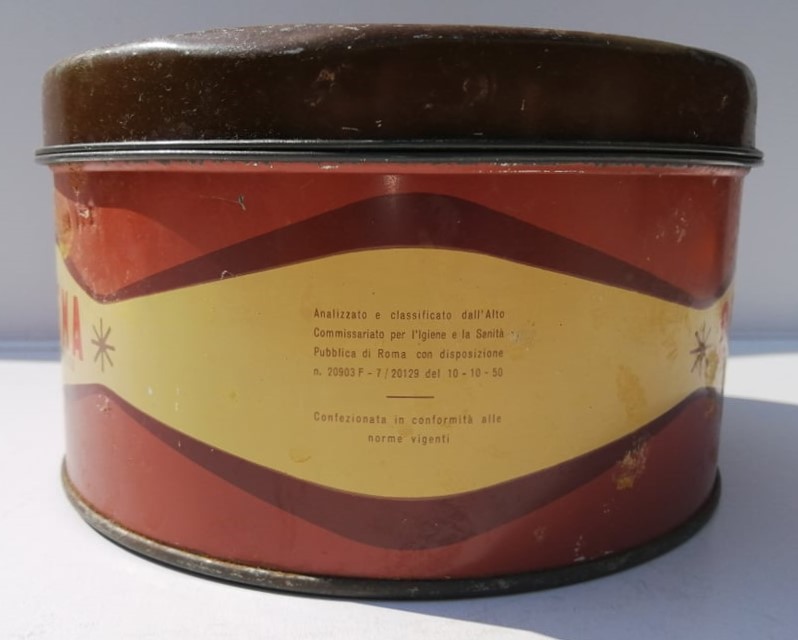 Analizzato e classificato dall'Alto
Commissariato per l'Igiene e la Sanità
Pubblica di Roma con disposizione
n. 20903 F - 7 / 20129 del 10 - 10 - 50
Confezionata in conformità alle
norme vigenti